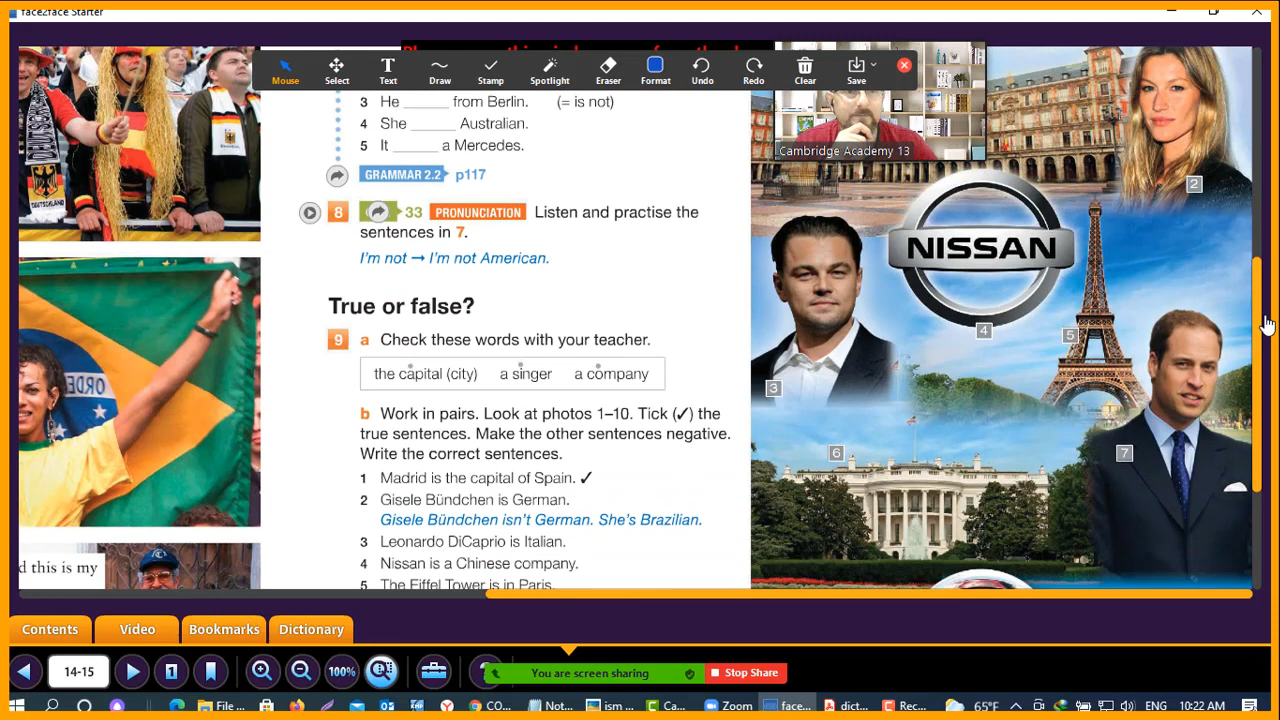 face2face Starter
Mouse Select Text Draw Stamp Spotlight Eraser Format Undo Redo Clear Save
Cambridge Academy 13
3 He ______ from Berlin. (= is not)
4 She ______ Australian.
5 It ______ a Mercedes.
GRAMMAR 2.2 p117
8 33 PRONUNCIATION Listen and practise the
sentences in 7.
I'm not → I'm not American.
True or false?
9 a Check these words with your teacher.
the capital (city) a singer a company
b Work in pairs. Look at photos 1–10. Tick (✓) the
true sentences. Make the other sentences negative.
Write the correct sentences.
1 Madrid is the capital of Spain. ✓
2 Gisele Bündchen is German.
Gisele Bündchen isn't German. She's Brazilian.
3 Leonardo DiCaprio is Italian.
4 Nissan is a Chinese company.
5 The Eiffel Tower is in Paris.
d this is my
DEUTSCHLAND
ORDE
2
NISSAN
3
4
5
6
7
Contents Video Bookmarks Dictionary
14-15 1 100%
You are screen sharing Stop Share
File ... CO... Not... ism ... Ca... Zoom face... dict... Rec... 65°F ENG 10:22 AM